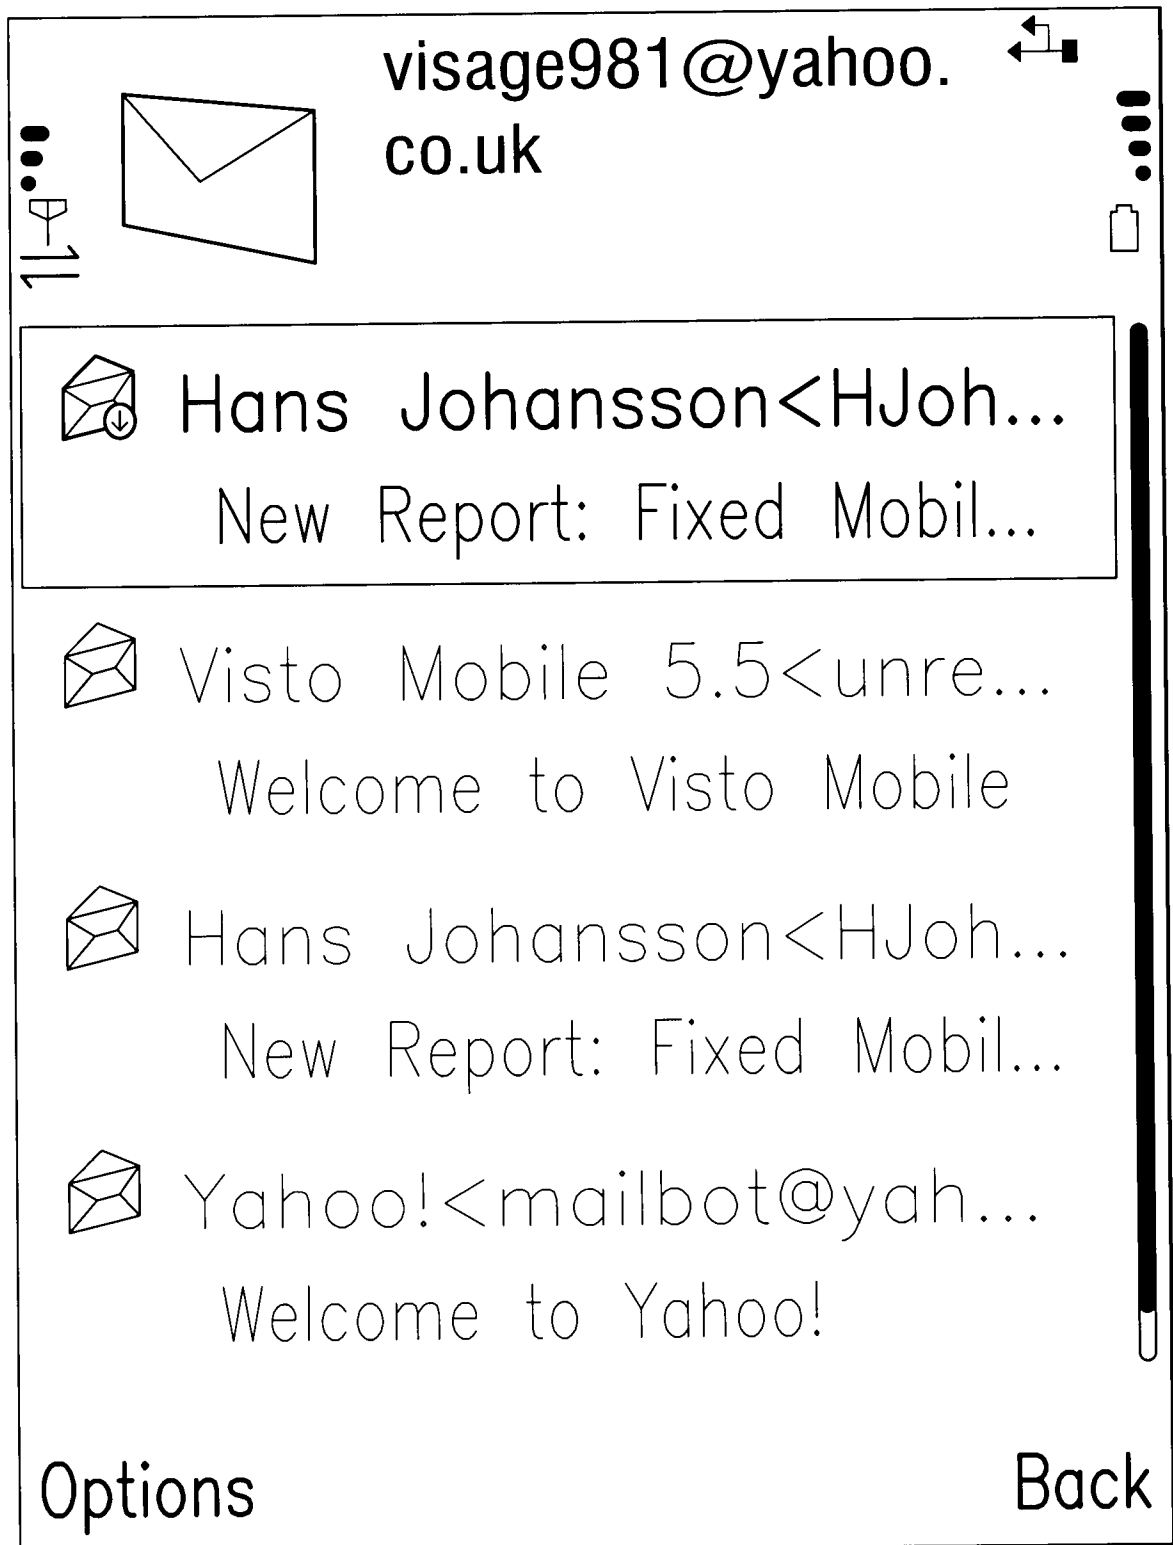 visage981@yahoo.
co.uk
Hans Johansson<HJoh...
New Report: Fixed Mobil...
Visto Mobile 5.5<unre...
Welcome to Visto Mobile
Hans Johansson<HJoh...
New Report: Fixed Mobil...
Yahoo!<mailbot@yah...
Welcome to Yahoo!
Options
Back